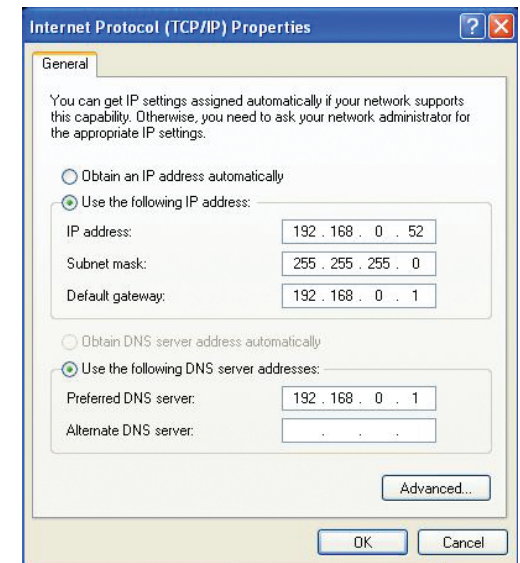 Internet Protocol (TCP/IP) Properties
General
You can get IP settings assigned automatically if your network supports
this capability. Otherwise, you need to ask your network administrator for
the appropriate IP settings.
Obtain an IP address automatically
Use the following IP address:
IP address: 192 . 168 . 0 . 52
Subnet mask: 255 . 255 . 255 . 0
Default gateway: 192 . 168 . 0 . 1
Obtain DNS server address automatically
Use the following DNS server addresses:
Preferred DNS server: 192 . 168 . 0 . 1
Alternate DNS server: . . .
Advanced...
OK Cancel